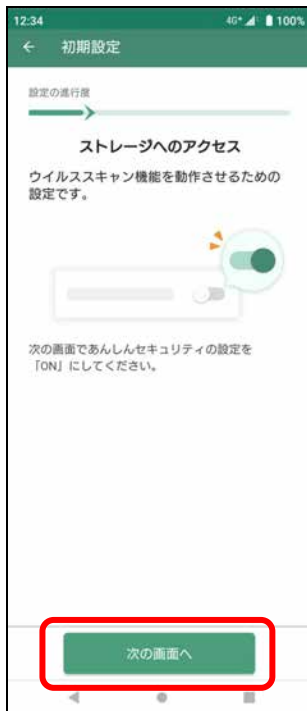 12:34 4G+ 100%
← 初期設定
設定の進行度
ストレージへのアクセス
ウイルススキャン機能を動作させるための
設定です。
次の画面であんしんセキュリティの設定を
「ON」にしてください。
次の画面へ